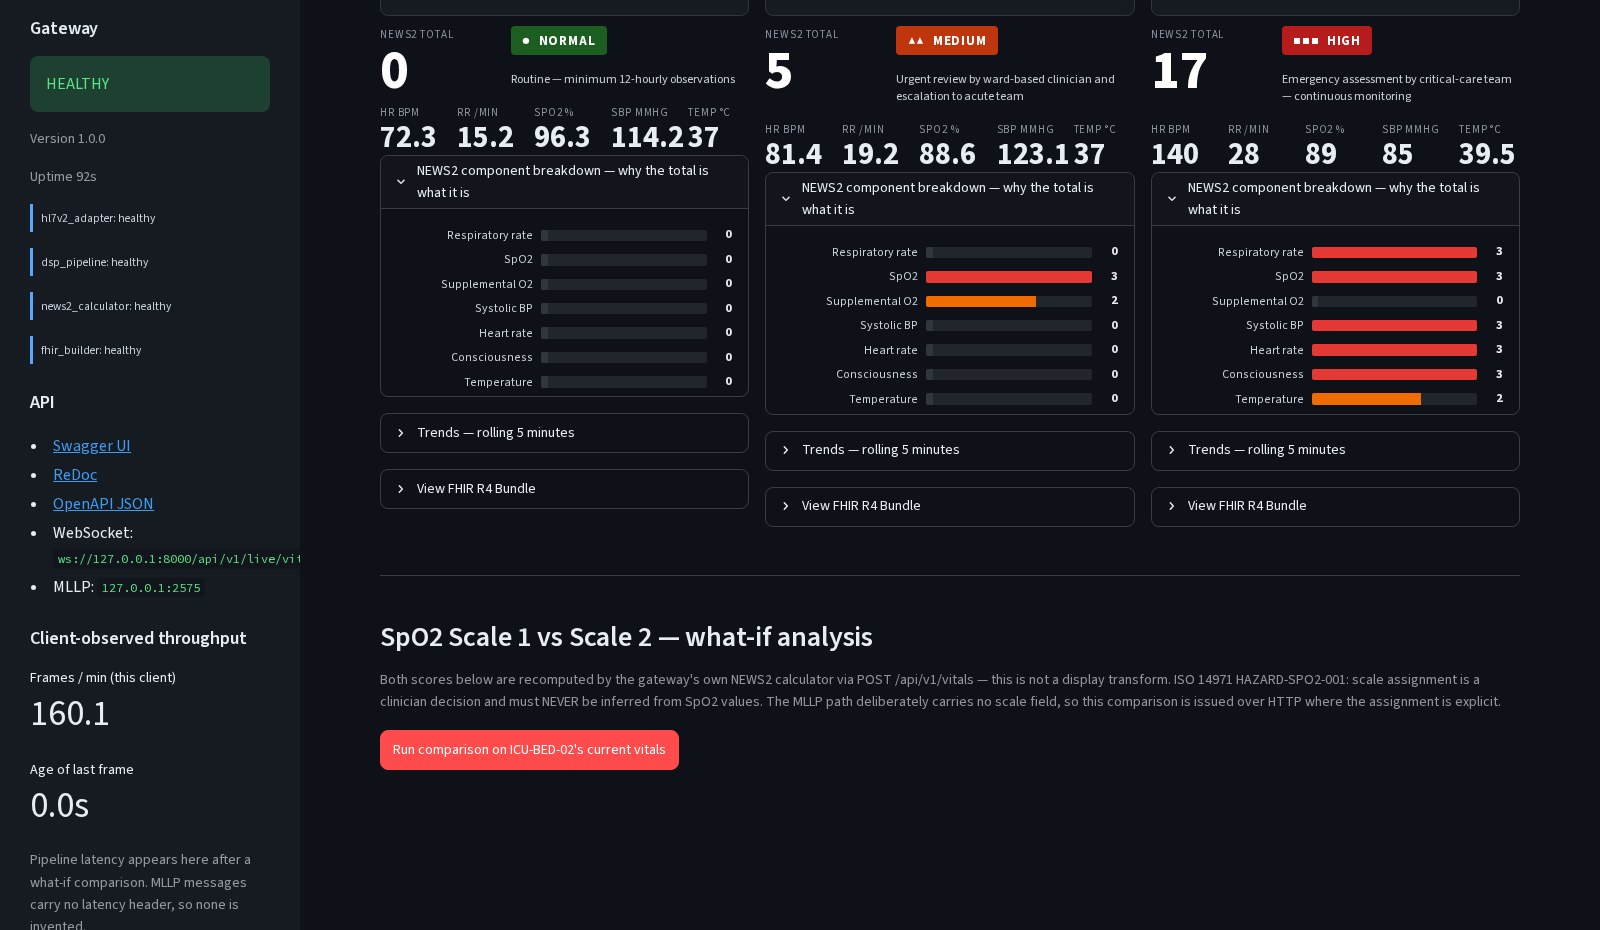 Gateway
HEALTHY
Version 1.0.0
Uptime 92s
hl7v2_adapter: healthy
dsp_pipeline: healthy
news2_calculator: healthy
fhir_builder: healthy
API
• Swagger UI
• ReDoc
• OpenAPI JSON
• WebSocket:
ws://127.0.0.1:8000/api/v1/live/vit
• MLLP: 127.0.0.1:2575
Client-observed throughput
Frames / min (this client)
160.1
Age of last frame
0.0s
Pipeline latency appears here after a
what-if comparison. MLLP messages
carry no latency header, so none is
invented.
NEWS2 TOTAL
0
NORMAL
Routine — minimum 12-hourly observations
HR BPM RR /MIN SPO2 % SBP MMHG TEMP °C
72.3 15.2 96.3 114.2 37
NEWS2 component breakdown — why the total is
what it is
Respiratory rate 0
SpO2 0
Supplemental O2 0
Systolic BP 0
Heart rate 0
Consciousness 0
Temperature 0
Trends — rolling 5 minutes
View FHIR R4 Bundle
NEWS2 TOTAL
5
MEDIUM
Urgent review by ward-based clinician and
escalation to acute team
HR BPM RR /MIN SPO2 % SBP MMHG TEMP °C
81.4 19.2 88.6 123.1 37
NEWS2 component breakdown — why the total is
what it is
Respiratory rate 0
SpO2 3
Supplemental O2 2
Systolic BP 0
Heart rate 0
Consciousness 0
Temperature 0
Trends — rolling 5 minutes
View FHIR R4 Bundle
NEWS2 TOTAL
17
HIGH
Emergency assessment by critical-care team
— continuous monitoring
HR BPM RR /MIN SPO2 % SBP MMHG TEMP °C
140 28 89 85 39.5
NEWS2 component breakdown — why the total is
what it is
Respiratory rate 3
SpO2 3
Supplemental O2 0
Systolic BP 3
Heart rate 3
Consciousness 3
Temperature 2
Trends — rolling 5 minutes
View FHIR R4 Bundle
SpO2 Scale 1 vs Scale 2 — what-if analysis
Both scores below are recomputed by the gateway's own NEWS2 calculator via POST /api/v1/vitals — this is not a display transform. ISO 14971 HAZARD-SPO2-001: scale assignment is a
clinician decision and must NEVER be inferred from SpO2 values. The MLLP path deliberately carries no scale field, so this comparison is issued over HTTP where the assignment is explicit.
Run comparison on ICU-BED-02's current vitals